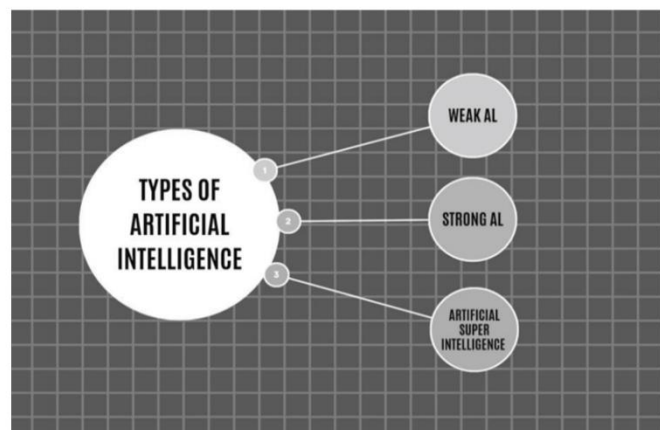 TYPES OF
ARTIFICIAL
INTELLIGENCE
1
WEAK AL
2
STRONG AL
3
ARTIFICIAL
SUPER
INTELLIGENCE